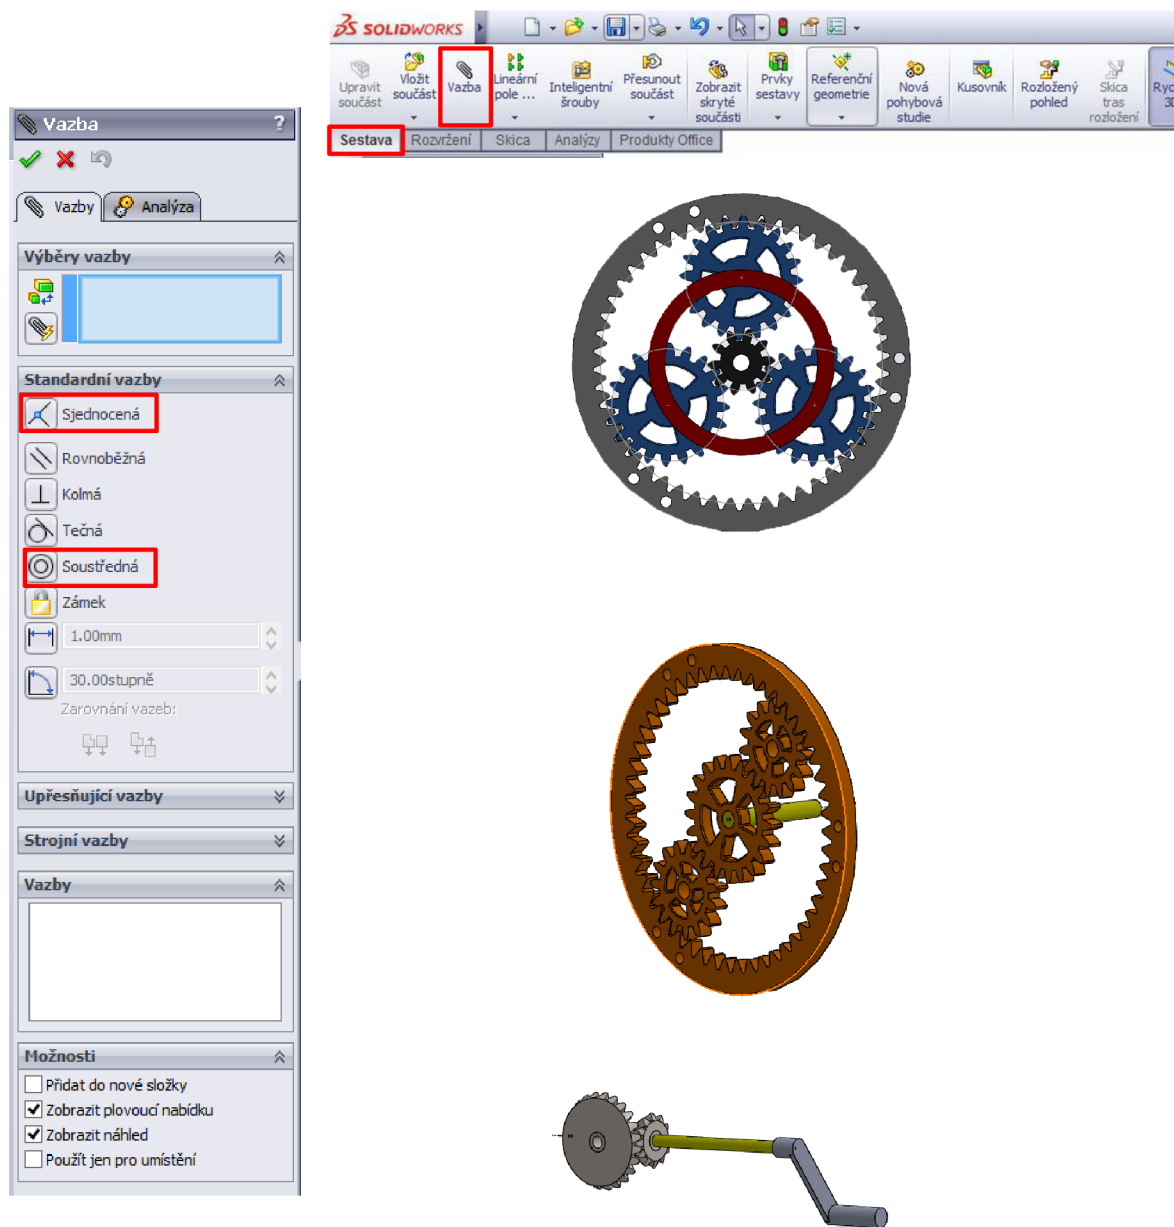 SOLIDWORKS
Upravit součást
Vložit součást
Vazba
Lineární pole ...
Inteligentní šrouby
Přesunout součást
Zobrazit skryté součásti
Prvky sestavy
Referenční geometrie
Nová pohybová studie
Kusovník
Rozložený pohled
Skica tras rozložení
Sestava Rozvržení Skica Analýzy Produkty Office
Vazba ?
Vazby Analýza
Výběry vazby
Standardní vazby
Sjednocená
Rovnoběžná
Kolmá
Tečná
Soustředná
Zámek
1.00mm
30.00stupně
Zarovnání vazeb:
Upřesňující vazby
Strojní vazby
Vazby
Možnosti
Přidat do nové složky
Zobrazit plovoucí nabídku
Zobrazit náhled
Použít jen pro umístění